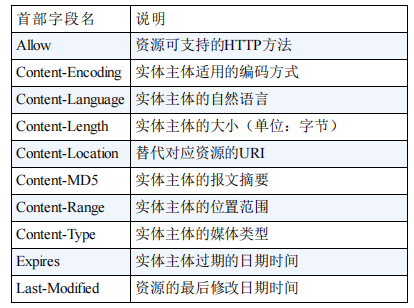 首部字段名 说明
Allow 资源可支持的HTTP方法
Content-Encoding 实体主体适用的编码方式
Content-Language 实体主体的自然语言
Content-Length 实体主体的大小（单位：字节）
Content-Location 替代对应资源的URI
Content-MD5 实体主体的报文摘要
Content-Range 实体主体的位置范围
Content-Type 实体主体的媒体类型
Expires 实体主体过期的日期时间
Last-Modified 资源的最后修改日期时间